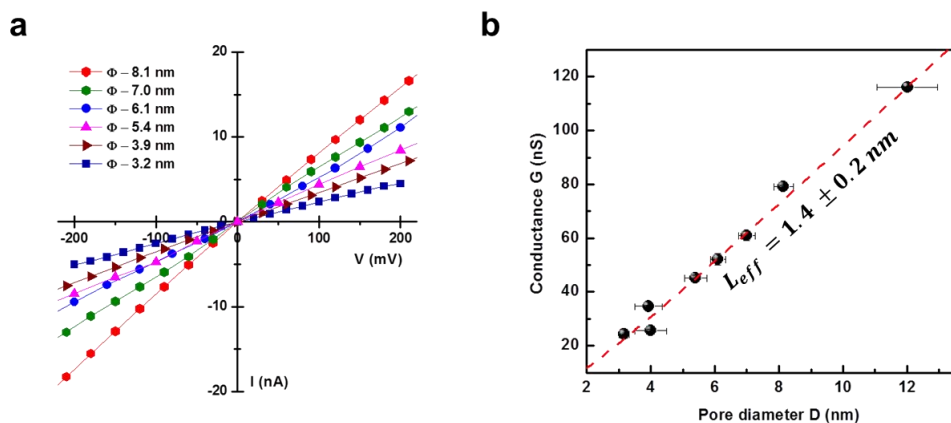 a
20
Φ – 8.1 nm
Φ – 7.0 nm
Φ – 6.1 nm
Φ – 5.4 nm
Φ – 3.9 nm
Φ – 3.2 nm
10
-200
-100
0
0
100
200
V (mV)
-10
-20
I (nA)
b
Conductance G (nS)
120
100
80
60
40
20
L_eff = 1.4 ± 0.2 nm
2
4
6
8
10
12
Pore diameter D (nm)